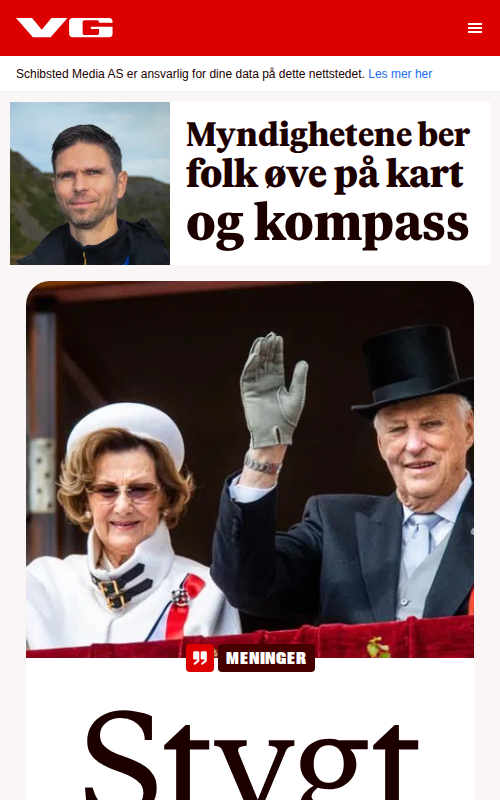 VG
Schibsted Media AS er ansvarlig for dine data på dette nettstedet. Les mer her
Myndighetene ber
folk øve på kart
og kompass
MENINGER
Stygt